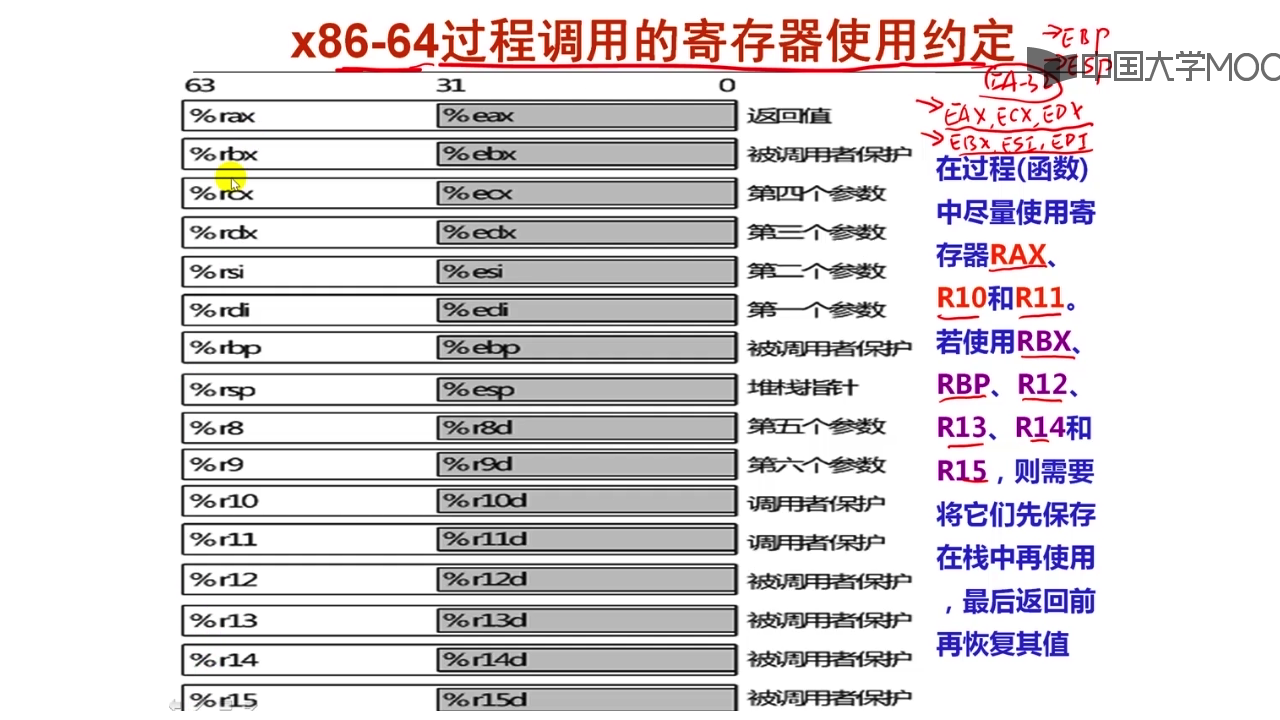 x86-64过程调用的寄存器使用约定
EBP
ESP
中国大学MOOC
IA-32
63 31 0
%rax %eax 返回值
EAX, ECX, EDX
EBX, ESI, EDI
%rbx %ebx 被调用者保护
%rcx %ecx 第四个参数
%rdx %edx 第三个参数
%rsi %esi 第二个参数
%rdi %edi 第一个参数
%rbp %ebp 被调用者保护
%rsp %esp 堆栈指针
%r8 %r8d 第五个参数
%r9 %r9d 第六个参数
%r10 %r10d 调用者保护
%r11 %r11d 调用者保护
%r12 %r12d 被调用者保护
%r13 %r13d 被调用者保护
%r14 %r14d 被调用者保护
%r15 %r15d 被调用者保护
在过程(函数)
中尽量使用寄
存器RAX、
R10和R11。
若使用RBX、
RBP、R12、
R13、R14和
R15，则需要
将它们先保存
在栈中再使用
，最后返回前
再恢复其值